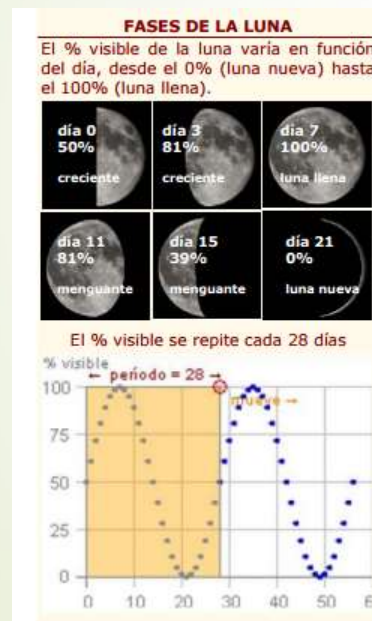 FASES DE LA LUNA
El % visible de la luna varía en función
del día, desde el 0% (luna nueva) hasta
el 100% (luna llena).
día 0
50%
creciente
día 3
81%
creciente
día 7
100%
luna llena
día 11
81%
menguante
día 15
39%
menguante
día 21
0%
luna nueva
El % visible se repite cada 28 días
% visible
← período = 28 →
100
mueve →
75
50
25
0
0 10 20 30 40 50